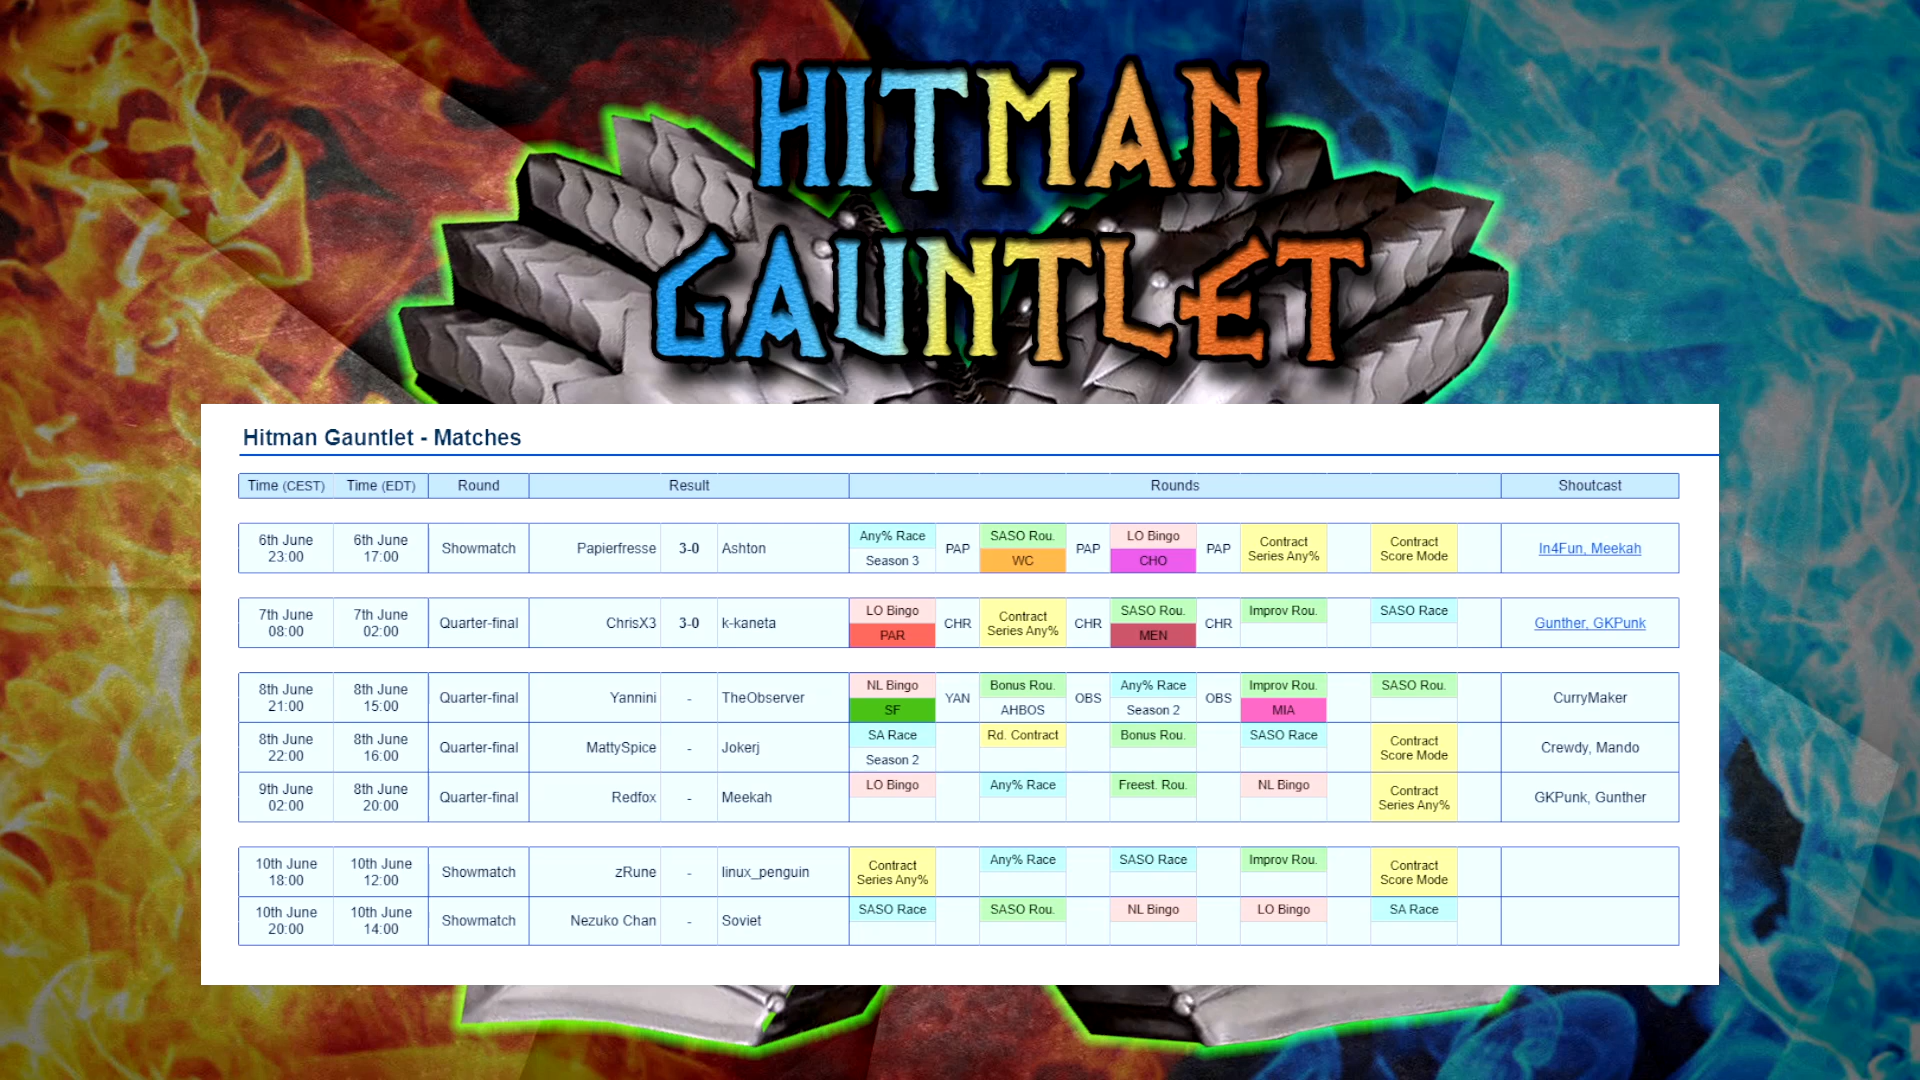 HITMAN
GAUNTLET
Hitman Gauntlet - Matches
Time (CEST) Time (EDT) Round Result Rounds Shoutcast
6th June 23:00 6th June 17:00 Showmatch Papierfresse 3-0 Ashton Any% Race Season 3 PAP SASO Rou. WC PAP LO Bingo CHO PAP Contract Series Any% Contract Score Mode In4Fun, Meekah
7th June 08:00 7th June 02:00 Quarter-final ChrisX3 3-0 k-kaneta LO Bingo PAR CHR Contract Series Any% CHR SASO Rou. MEN CHR Improv Rou. SASO Race Gunther, GKPunk
8th June 21:00 8th June 15:00 Quarter-final Yannini - TheObserver NL Bingo SF YAN Bonus Rou. AHBOS OBS Any% Race Season 2 OBS Improv Rou. MIA SASO Rou. CurryMaker
8th June 22:00 8th June 16:00 Quarter-final MattySpice - Jokerj SA Race Season 2 Rd. Contract Bonus Rou. SASO Race Contract Score Mode Crewdy, Mando
9th June 02:00 8th June 20:00 Quarter-final Redfox - Meekah LO Bingo Any% Race Freest. Rou. NL Bingo Contract Series Any% GKPunk, Gunther
10th June 18:00 10th June 12:00 Showmatch zRune - linux_penguin Contract Series Any% Any% Race SASO Race Improv Rou. Contract Score Mode
10th June 20:00 10th June 14:00 Showmatch Nezuko Chan - Soviet SASO Race SASO Rou. NL Bingo LO Bingo SA Race